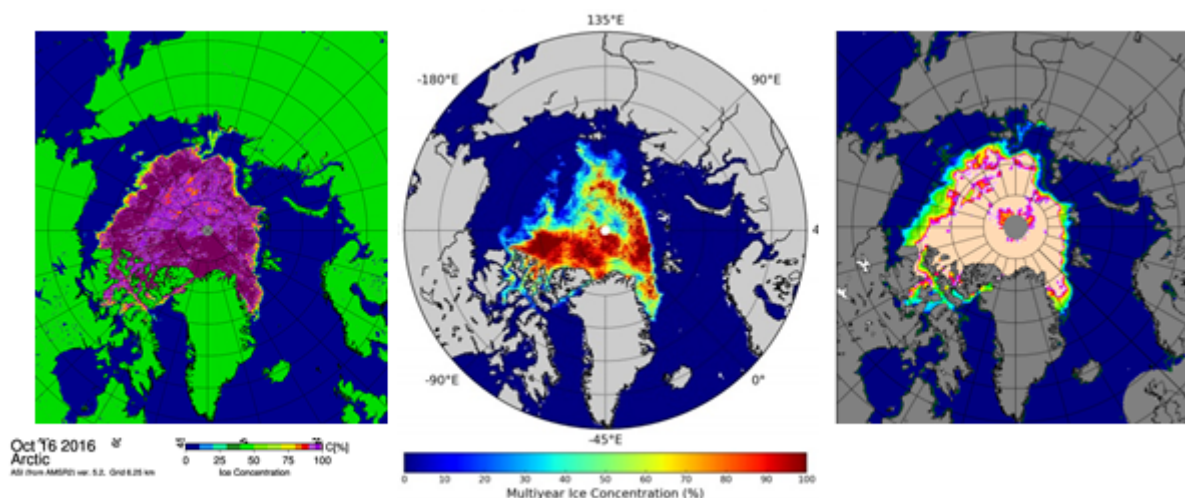 135°E
-180°E
90°E
4
-90°E
0°
-45°E
Oct 16 2016
Arctic
ASI (from AMSR2) ver. 5.2, Grid 6.25 km
C[%]
0 25 50 75 100
Ice Concentration
0 10 20 30 40 50 60 70 80 90 100
Multiyear Ice Concentration (%)